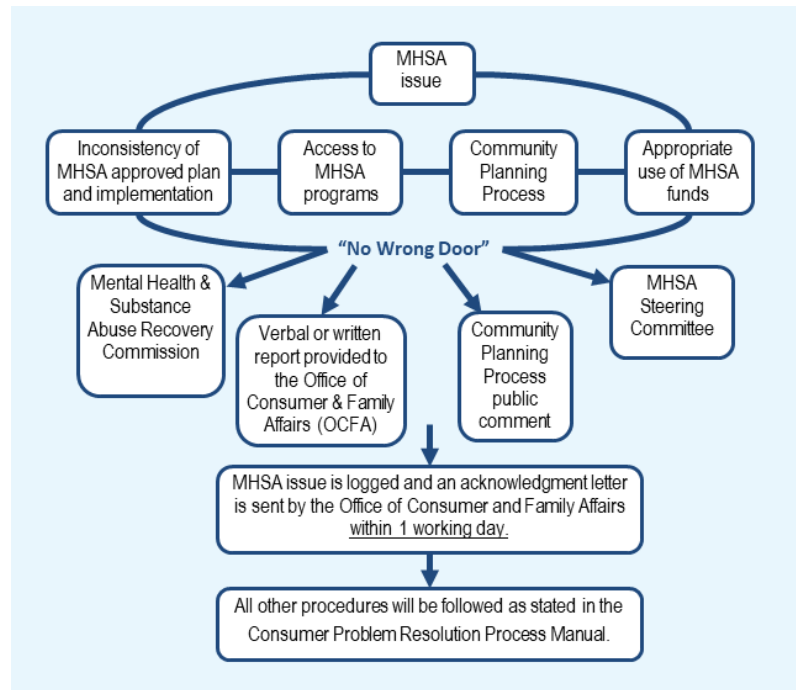 MHSA
issue
Inconsistency of
MHSA approved plan
and implementation
Access to
MHSA
programs
Community
Planning
Process
Appropriate
use of MHSA
funds
“No Wrong Door”
Mental Health &
Substance
Abuse Recovery
Commission
Verbal or written
report provided to
the Office of
Consumer & Family
Affairs (OCFA)
Community
Planning
Process
public
comment
MHSA
Steering
Committee
MHSA issue is logged and an acknowledgment letter
is sent by the Office of Consumer and Family Affairs
within 1 working day.
All other procedures will be followed as stated in the
Consumer Problem Resolution Process Manual.